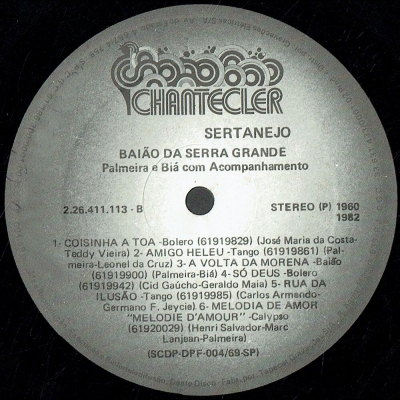 CHANTECLER
SERTANEJO
BAIÃO DA SERRA GRANDE
Palmeira e Biá com Acompanhamento
2.26.411.113 - B
STEREO (P) 1960
1982
1- COISINHA A TOA -Bolero (61919829) (José Maria da Costa-
Teddy Vieira) 2- AMIGO HELEU -Tango (61919861) (Pal-
meira-Leonel da Cruz) 3- A VOLTA DA MORENA -Baião
(61919900) (Palmeira-Biá) 4- SÓ DEUS -Bolero
(61919942) (Cid Gaúcho-Geraldo Maia) 5- RUA DA
ILUSÃO -Tango (61919985) (Carlos Armando-
Germano F. Jeycie) 6- MELODIA DE AMOR
"MELODIE D'AMOUR" -Calypso
(61920029) (Henri Salvador-Marc
Lanjean-Palmeira)
(SCDP-DPF-004/69-SP)